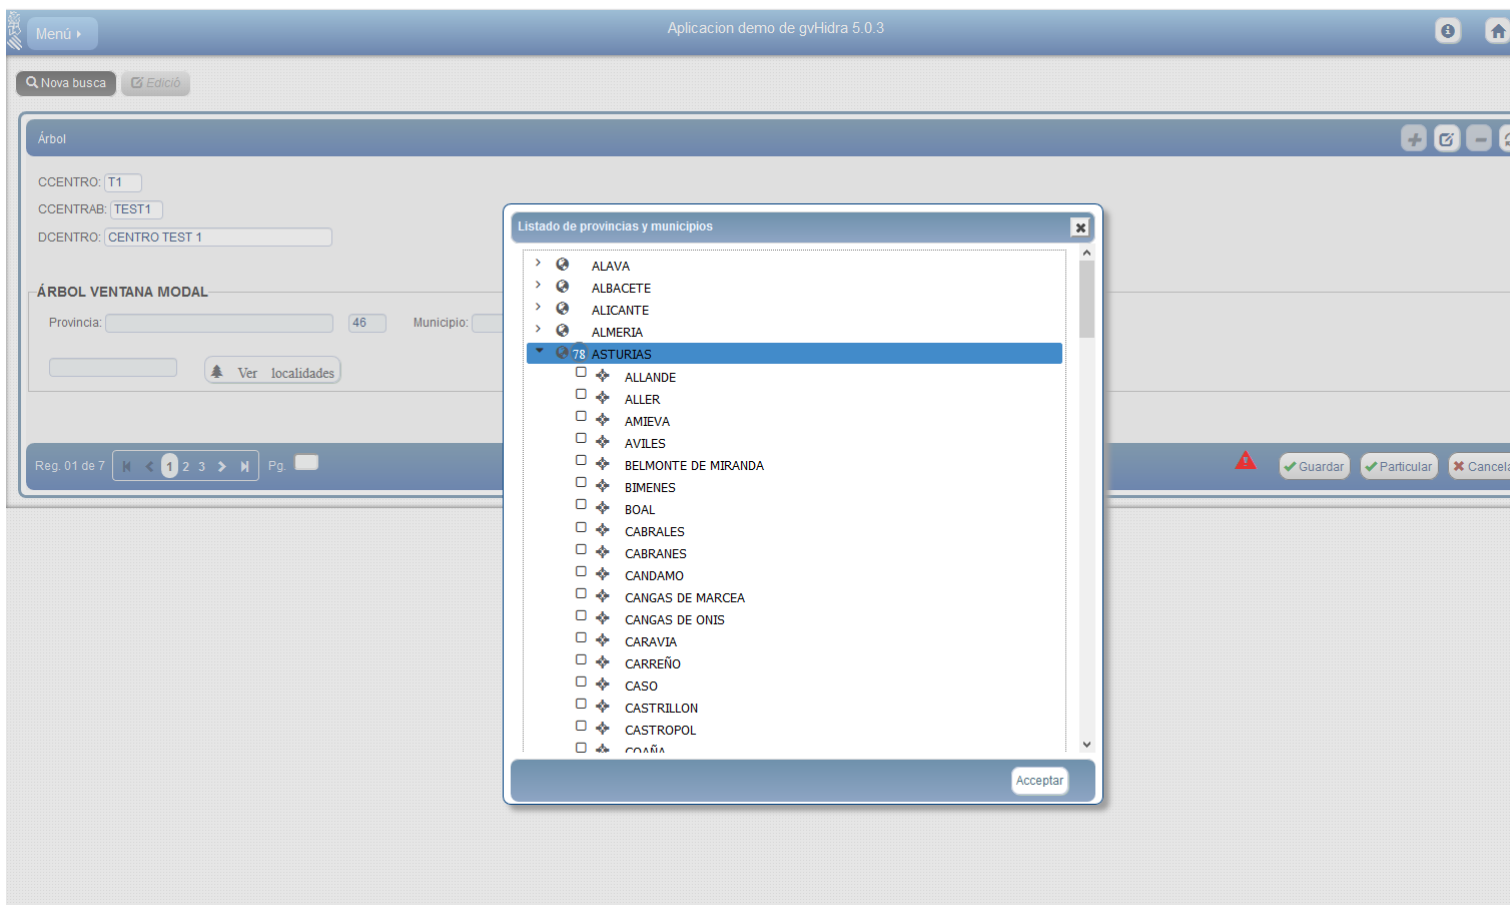 Menú
Aplicacion demo de gvHidra 5.0.3
Nova busca
Edició
Árbol
CCENTRO: T1
CCENTRAB: TEST1
DCENTRO: CENTRO TEST 1
ÁRBOL VENTANA MODAL
Provincia:
46
Municipio:
Ver localidades
Reg. 01 de 7
1 2 3
Pg.
Guardar
Particular
Listado de provincias y municipios
ALAVA
ALBACETE
ALICANTE
ALMERIA
78 ASTURIAS
ALLANDE
ALLER
AMIEVA
AVILES
BELMONTE DE MIRANDA
BIMENES
BOAL
CABRALES
CABRANES
CANDAMO
CANGAS DE MARCEA
CANGAS DE ONIS
CARAVIA
CARREÑO
CASO
CASTRILLON
CASTROPOL
COAÑA
Acceptar